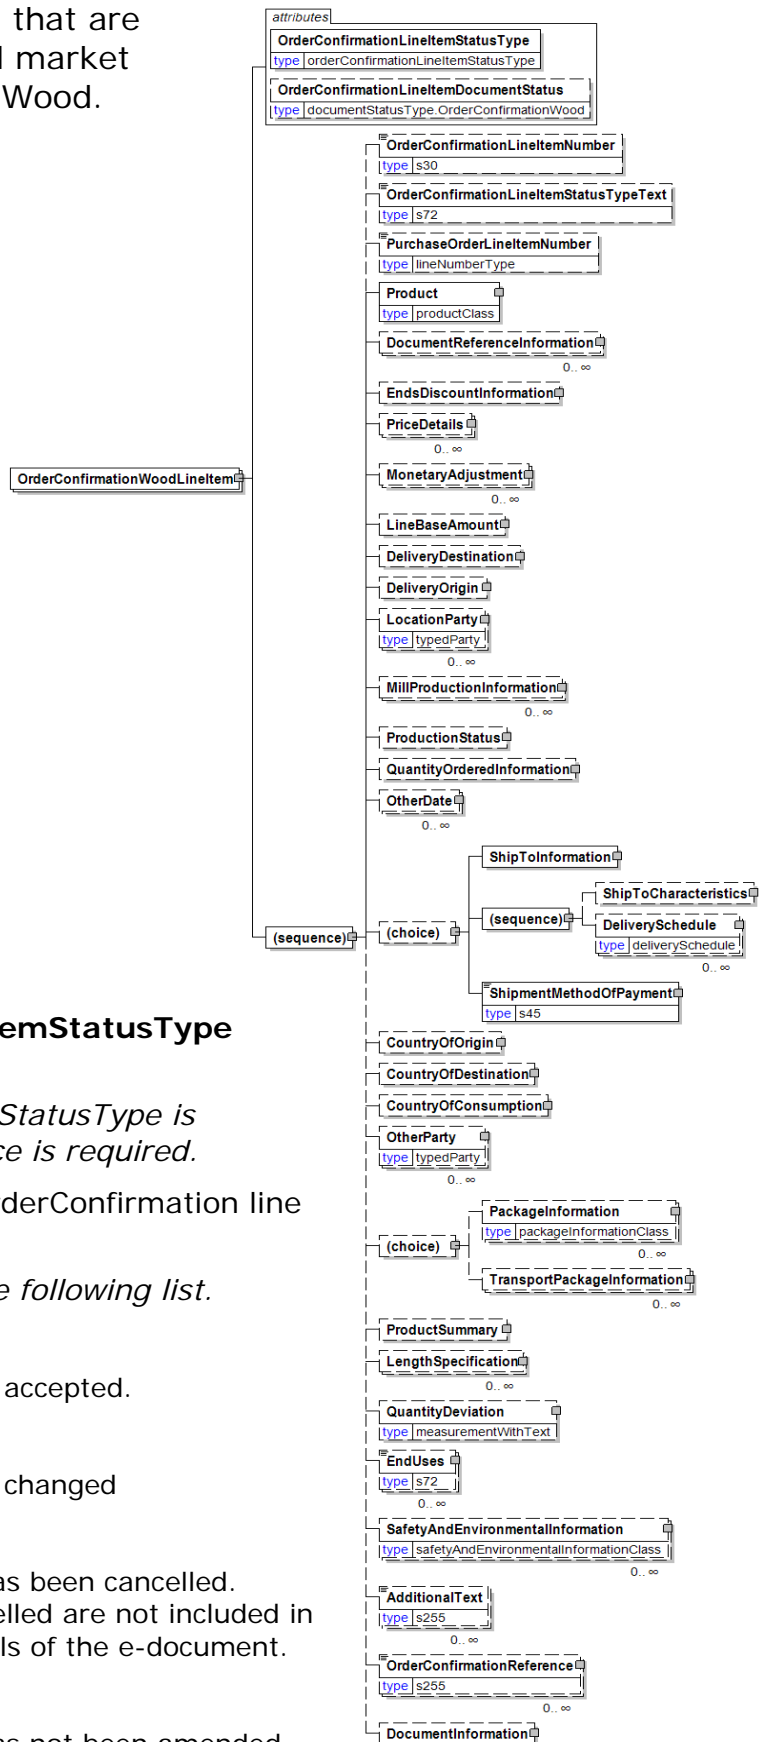 that are
market
Wood.
attributes
OrderConfirmationLineItemStatusType
type orderConfirmationLineItemStatusType
OrderConfirmationLineItemDocumentStatus
type documentStatusType.OrderConfirmationWood
OrderConfirmationLineItemNumber
type s30
OrderConfirmationLineItemStatusTypeText
type s72
PurchaseOrderLineItemNumber
type lineNumberType
Product
type productClass
DocumentReferenceInformation
0.. ∞
EndsDiscountInformation
PriceDetails
0.. ∞
OrderConfirmationWoodLineItem
MonetaryAdjustment
0.. ∞
LineBaseAmount
DeliveryDestination
DeliveryOrigin
LocationParty
type typedParty
0.. ∞
MillProductionInformation
0.. ∞
ProductionStatus
QuantityOrderedInformation
OtherDate
0.. ∞
ShipToInformation
ShipToCharacteristics
(sequence)
(choice)
(sequence)
DeliverySchedule
type deliverySchedule
0.. ∞
ShipmentMethodOfPayment
type s45
emStatusType
CountryOfOrigin
CountryOfDestination
StatusType is
CountryOfConsumption
ce is required.
OtherParty
type typedParty
0.. ∞
rderConfirmation line
PackageInformation
type packageInformationClass
0.. ∞
(choice)
e following list.
TransportPackageInformation
0.. ∞
ProductSummary
LengthSpecification
0.. ∞
accepted.
QuantityDeviation
type measurementWithText
EndUses
type s72
0.. ∞
changed
SafetyAndEnvironmentalInformation
type safetyAndEnvironmentalInformationClass
0.. ∞
as been cancelled.
elled are not included in
ls of the e-document.
AdditionalText
type s255
0.. ∞
OrderConfirmationReference
type s255
0.. ∞
DocumentInformation
as not been amended